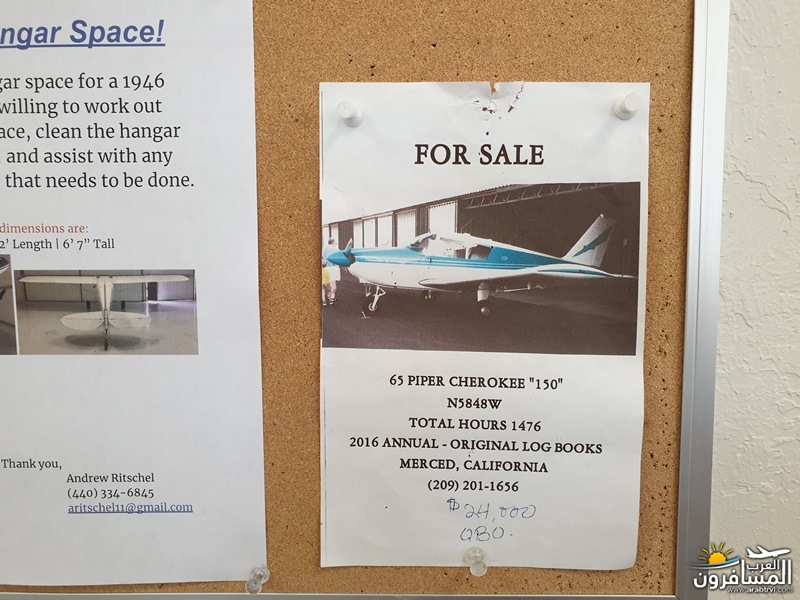 ngar Space!
gar space for a 1946
willing to work out
ace, clean the hangar
, and assist with any
that needs to be done.
dimensions are:
2' Length | 6' 7" Tall
Thank you,
Andrew Ritschel
(440) 334-6845
aritschel11@gmail.com
FOR SALE
65 PIPER CHEROKEE "150"
N5848W
TOTAL HOURS 1476
2016 ANNUAL - ORIGINAL LOG BOOKS
MERCED, CALIFORNIA
(209) 201-1656
$24,000
OBO.
العرب
المسافرون
www.arabtrvl.com